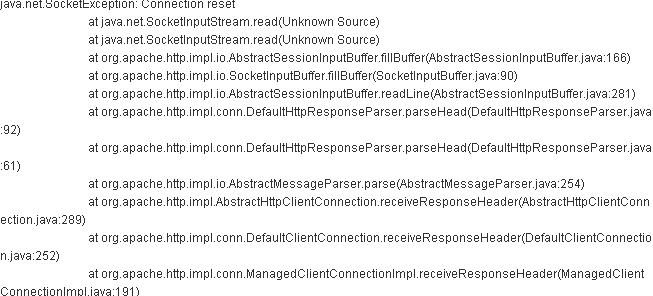 java.net.SocketException: Connection reset
at java.net.SocketInputStream.read(Unknown Source)
at java.net.SocketInputStream.read(Unknown Source)
at org.apache.http.impl.io.AbstractSessionInputBuffer.fillBuffer(AbstractSessionInputBuffer.java:166)
at org.apache.http.impl.io.SocketInputBuffer.fillBuffer(SocketInputBuffer.java:90)
at org.apache.http.impl.io.AbstractSessionInputBuffer.readLine(AbstractSessionInputBuffer.java:281)
at org.apache.http.impl.conn.DefaultHttpResponseParser.parseHead(DefaultHttpResponseParser.java
:92)
at org.apache.http.impl.conn.DefaultHttpResponseParser.parseHead(DefaultHttpResponseParser.java
:61)
at org.apache.http.impl.io.AbstractMessageParser.parse(AbstractMessageParser.java:254)
at org.apache.http.impl.AbstractHttpClientConnection.receiveResponseHeader(AbstractHttpClientConn
ection.java:289)
at org.apache.http.impl.conn.DefaultClientConnection.receiveResponseHeader(DefaultClientConnectio
n.java:252)
at org.apache.http.impl.conn.ManagedClientConnectionImpl.receiveResponseHeader(ManagedClient
ConnectionImpl.java:191)